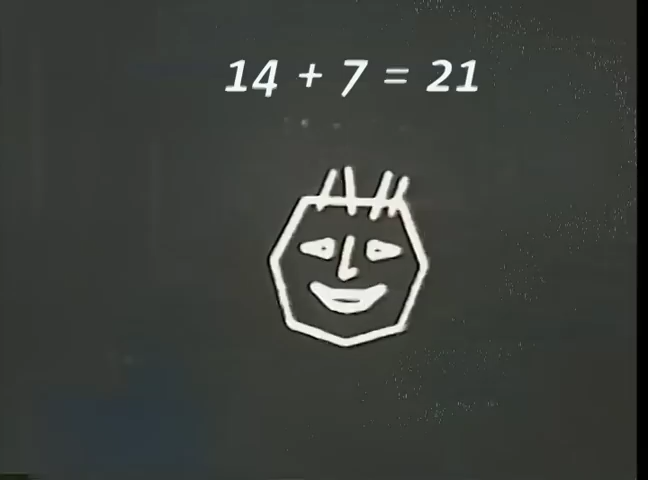 14 + 7 = 21